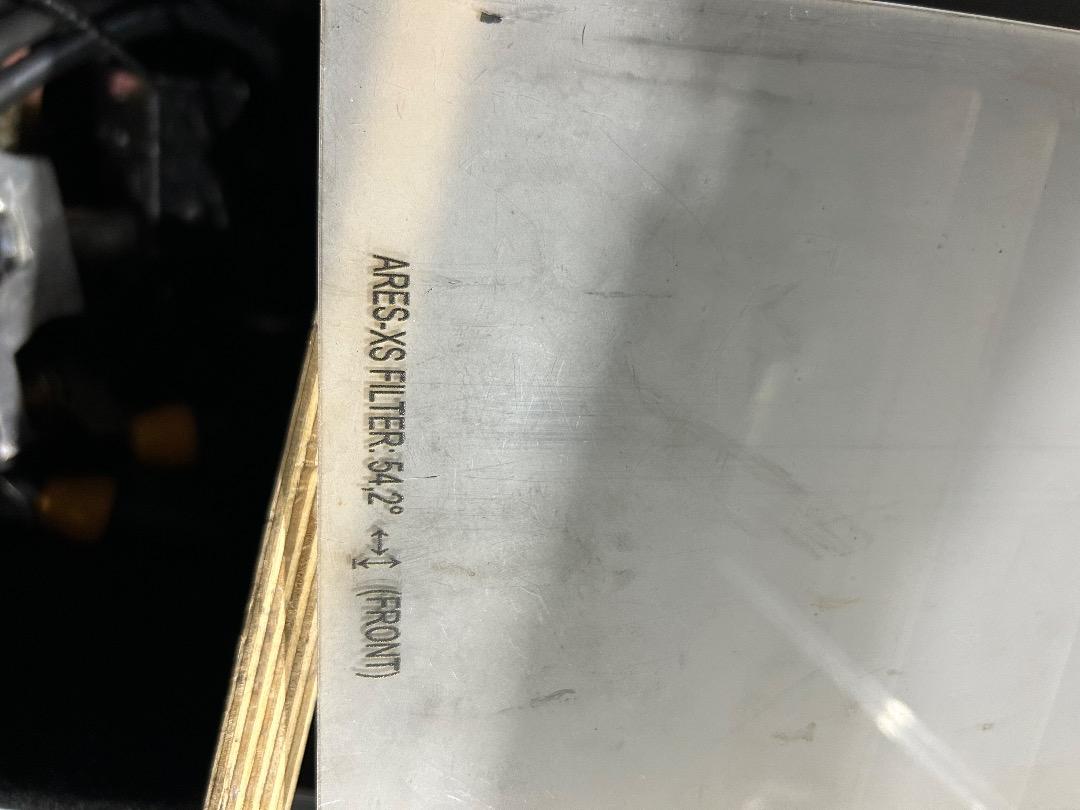 ARES-XS FILTER: 54,2° ↔↕ (FRONT)